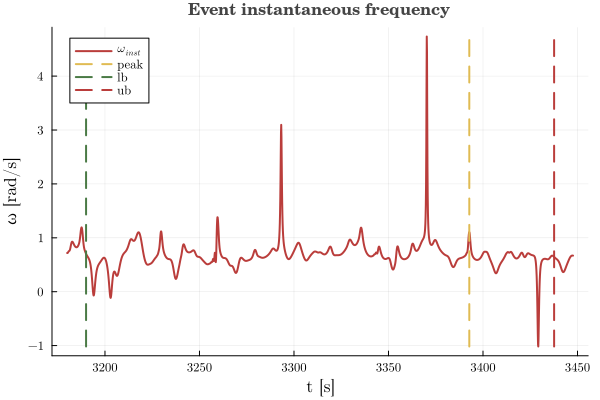 Event instantaneous frequency
ω [rad/s]
4
3
2
1
0
−1
ω_inst
peak
lb
ub
3200
3250
3300
3350
3400
3450
t [s]